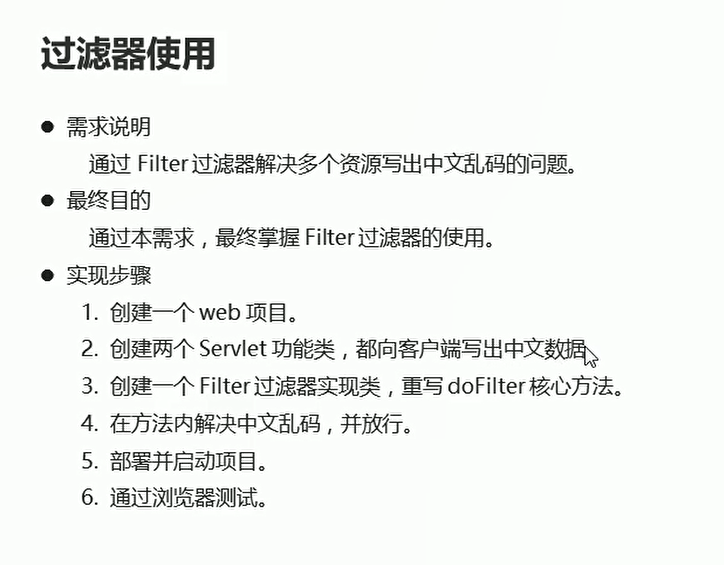 过滤器使用
● 需求说明
通过 Filter 过滤器解决多个资源写出中文乱码的问题。
● 最终目的
通过本需求，最终掌握 Filter 过滤器的使用。
● 实现步骤
1. 创建一个 web 项目。
2. 创建两个 Servlet 功能类，都向客户端写出中文数据
3. 创建一个 Filter 过滤器实现类，重写 doFilter 核心方法。
4. 在方法内解决中文乱码，并放行。
5. 部署并启动项目。
6. 通过浏览器测试。